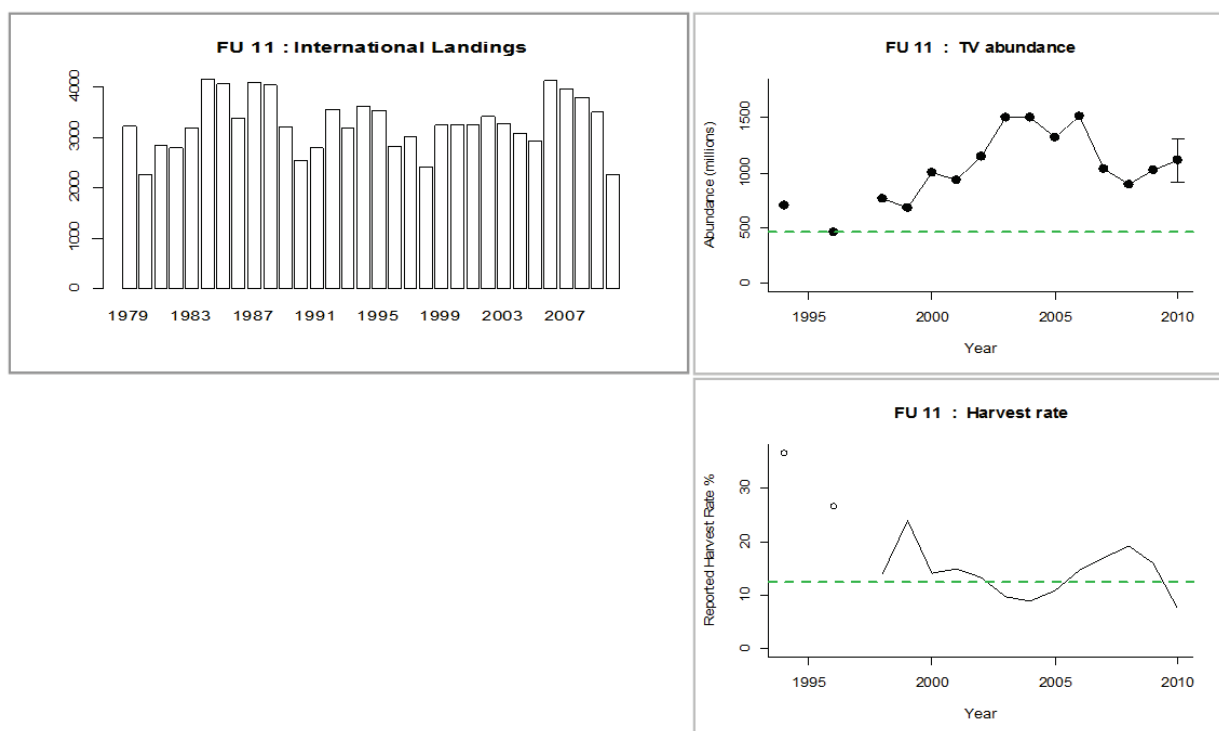 FU 11 : International Landings
4000
3000
2000
1000
0
1979 1983 1987 1991 1995 1999 2003 2007
FU 11 : TV abundance
Abundance (millions)
1500
1000
500
0
1995 2000 2005 2010
Year
FU 11 : Harvest rate
Reported Harvest Rate %
30
20
10
0
1995 2000 2005 2010
Year